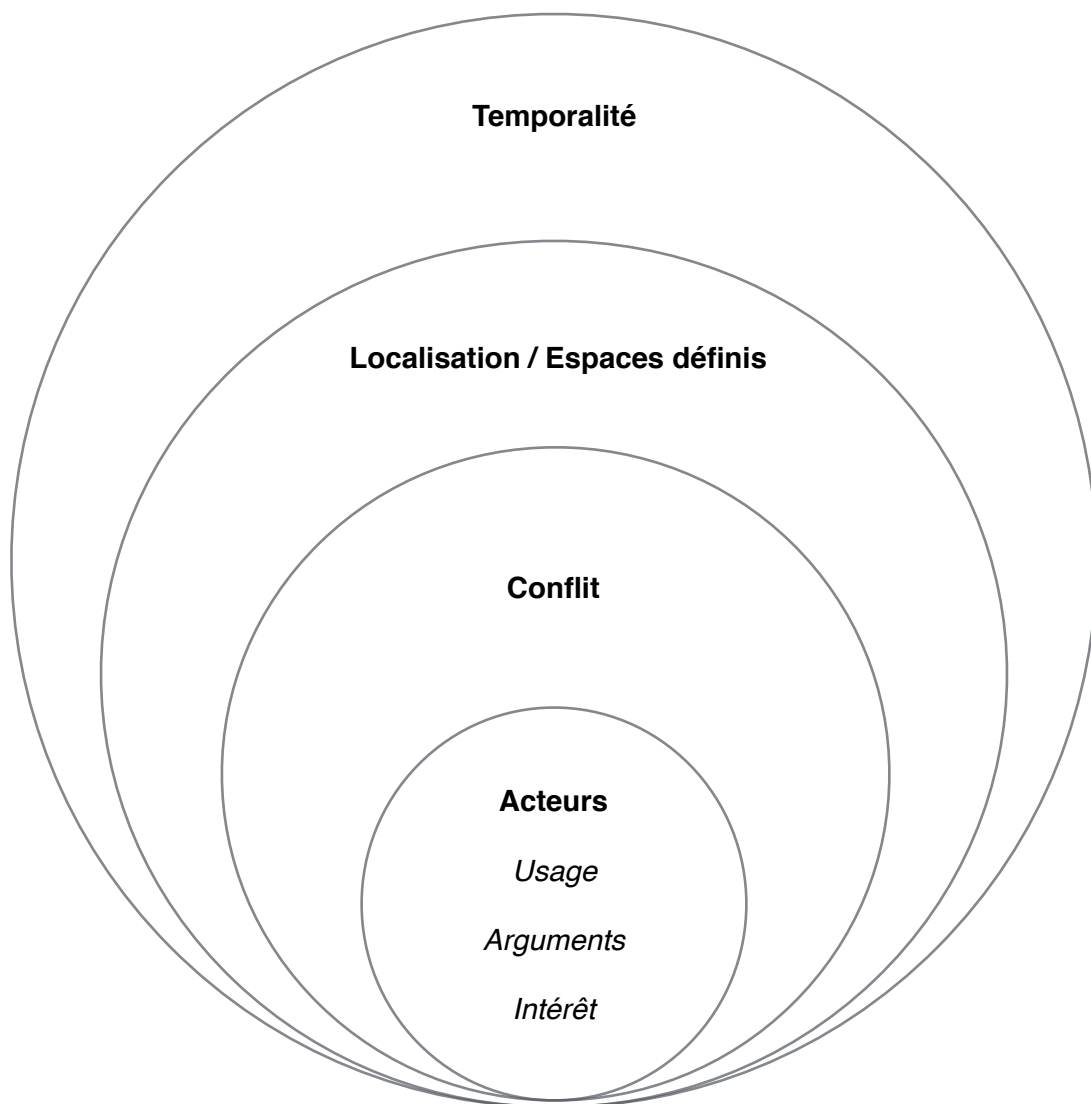 Temporalité
Localisation / Espaces définis
Conflit
Acteurs
Usage
Arguments
Intérêt